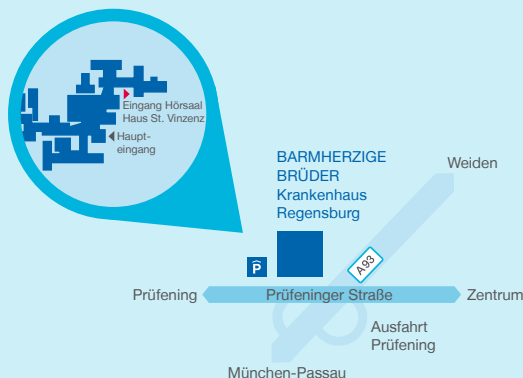 Eingang Hörsaal
Haus St. Vinzenz
Haupt-
eingang
BARMHERZIGE
BRÜDER
Krankenhaus
Regensburg
Weiden
P
A93
Prüfening
Prüfeninger Straße
Zentrum
Ausfahrt
Prüfening
München-Passau